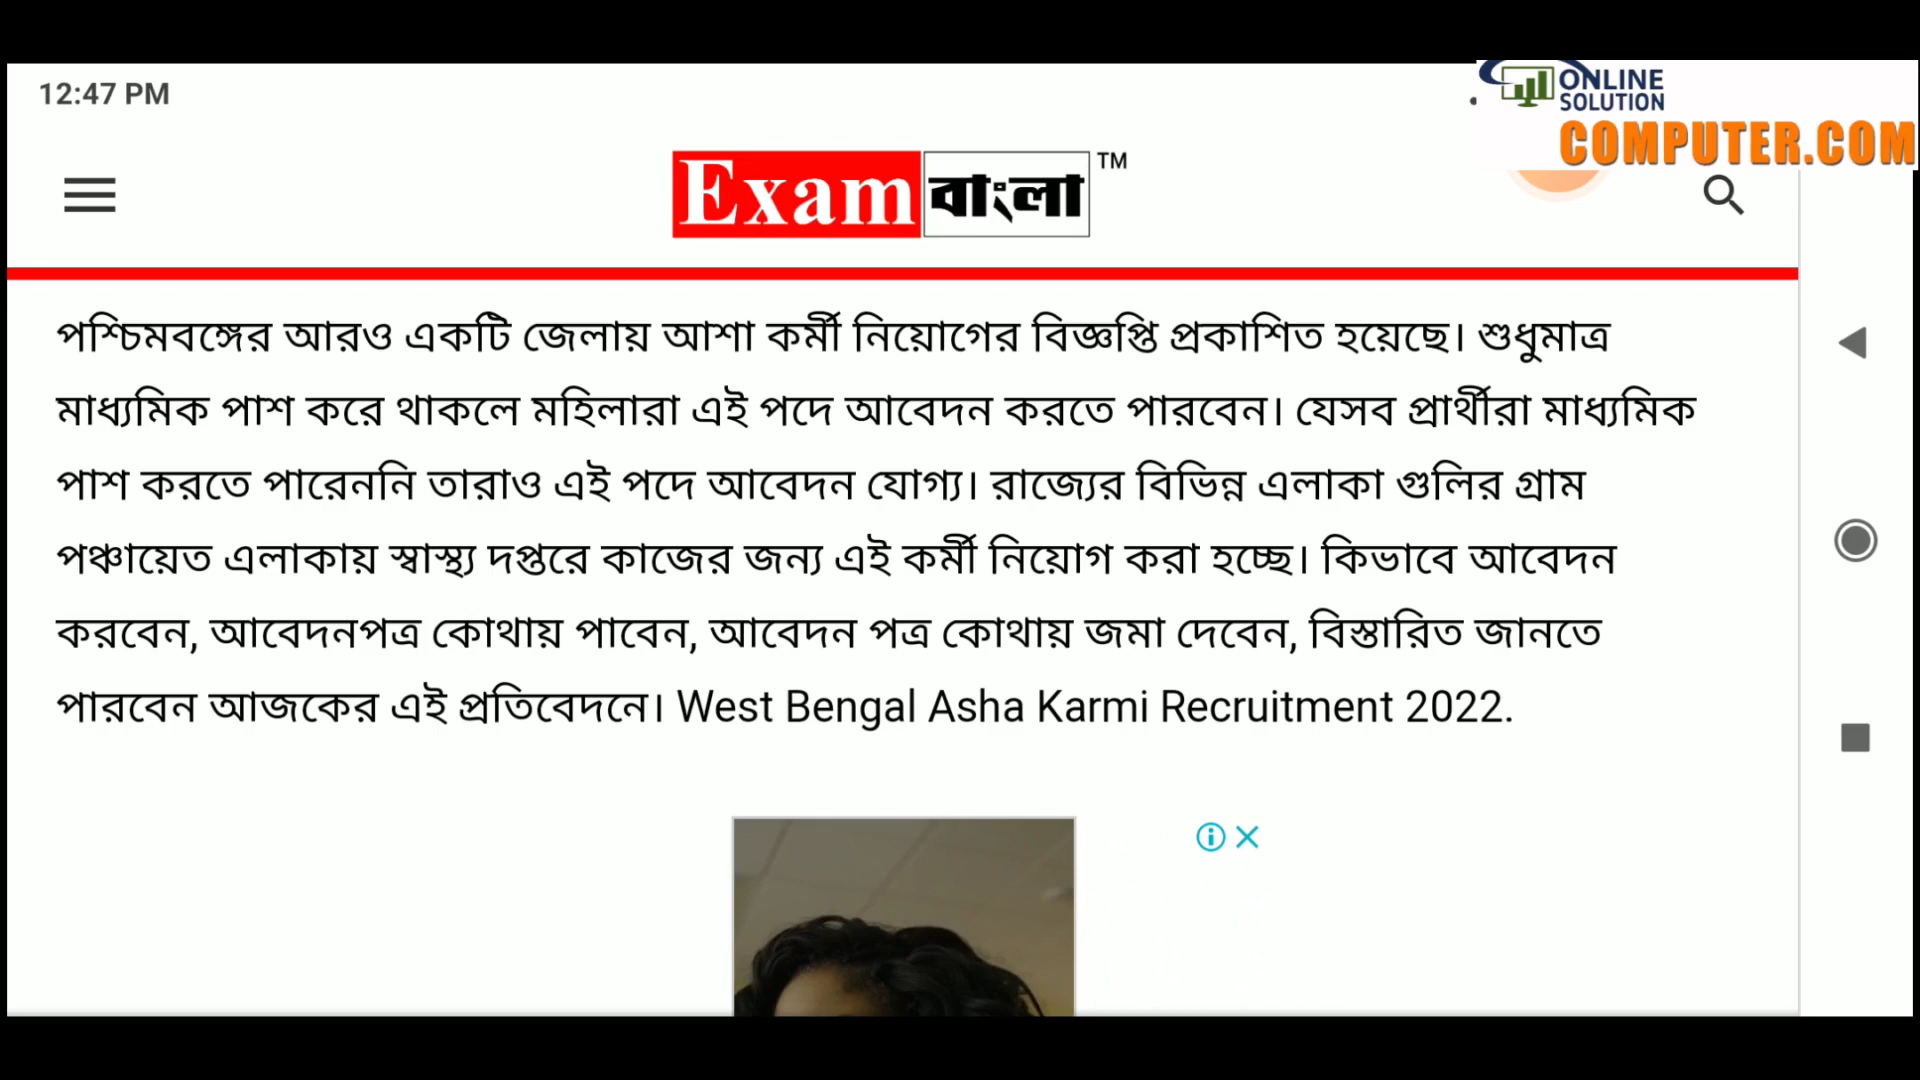 12:47 PM
ONLINE
SOLUTION
COMPUTER.COM
Exam বাংলা TM
পশ্চিমবঙ্গের আরও একটি জেলায় আশা কর্মী নিয়োগের বিজ্ঞপ্তি প্রকাশিত হয়েছে। শুধুমাত্র
মাধ্যমিক পাশ করে থাকলে মহিলারা এই পদে আবেদন করতে পারবেন। যেসব প্রার্থীরা মাধ্যমিক
পাশ করতে পারেননি তারাও এই পদে আবেদন যোগ্য। রাজ্যের বিভিন্ন এলাকা গুলির গ্রাম
পঞ্চায়েত এলাকায় স্বাস্থ্য দপ্তরে কাজের জন্য এই কর্মী নিয়োগ করা হচ্ছে। কিভাবে আবেদন
করবেন, আবেদনপত্র কোথায় পাবেন, আবেদন পত্র কোথায় জমা দেবেন, বিস্তারিত জানতে
পারবেন আজকের এই প্রতিবেদনে। West Bengal Asha Karmi Recruitment 2022.